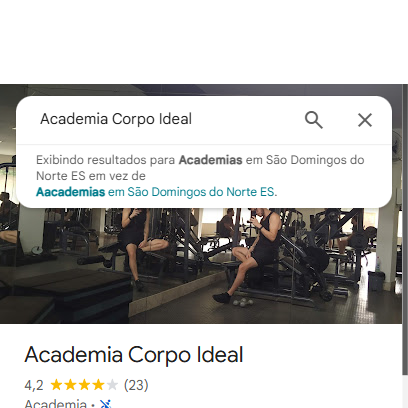 Academia Corpo Ideal
Exibindo resultados para Academias em São Domingos do
Norte ES em vez de
Aacademias em São Domingos do Norte ES.
Academia Corpo Ideal
4,2 (23)
Academia ·